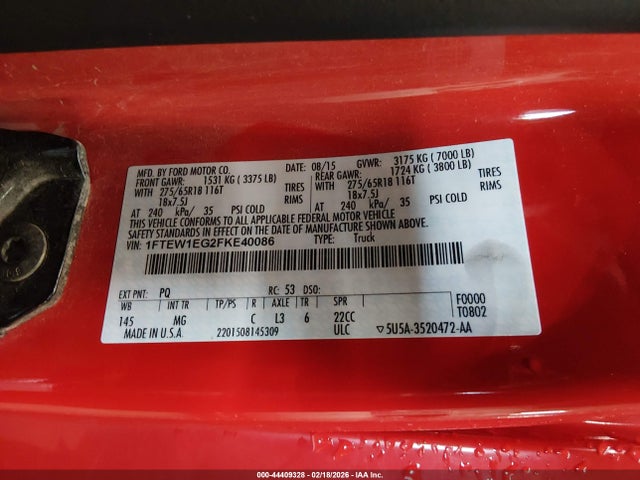 MFD. BY FORD MOTOR CO. DATE: 08/15 GVWR: 3175 KG ( 7000 LB)
FRONT GAWR: 1531 KG ( 3375 LB) REAR GAWR: 1724 KG ( 3800 LB)
WITH 275/65R18 116T TIRES WITH 275/65R18 116T TIRES
18x7.5J RIMS 18x7.5J RIMS
AT 240 kPa/ 35 PSI COLD AT 240 kPa/ 35 PSI COLD
THIS VEHICLE CONFORMS TO ALL APPLICABLE FEDERAL MOTOR VEHICLE
SAFETY STANDARDS IN EFFECT ON THE DATE OF MANUFACTURE SHOWN ABOVE.
VIN: 1FTEW1EG2FKE40086 TYPE: Truck
EXT PNT: PQ RC: 53 DSO: F0000
WB INT TR TP/PS R AXLE TR SPR T0802
145 MG C L3 6 22CC
MADE IN U.S.A. 2201508145309 ULC ▽5U5A-3520472-AA
000-44409328 - 02/18/2026 - IAA Inc.